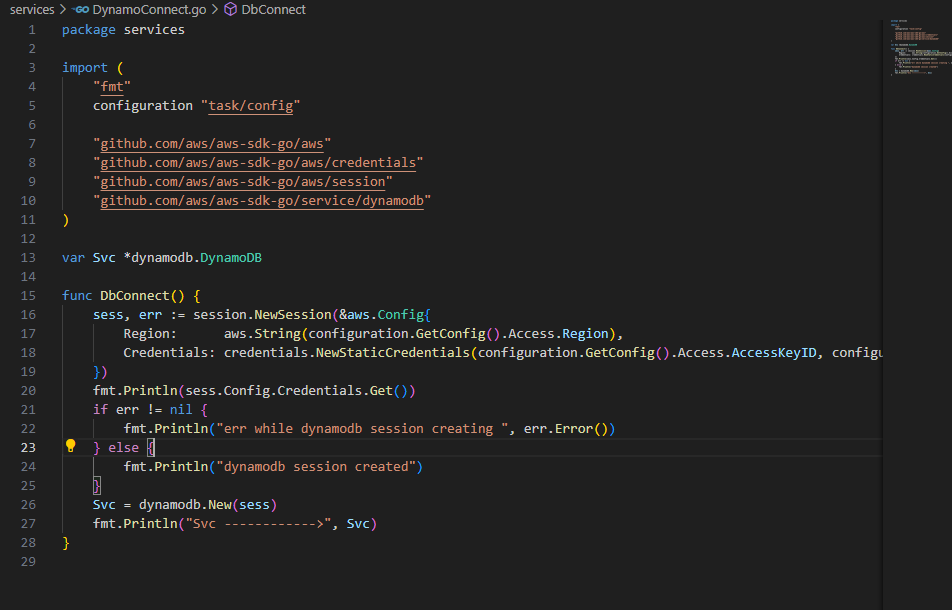 services > DynamoConnect.go > DbConnect
1 package services
2
3 import (
4 "fmt"
5 configuration "task/config"
6
7 "github.com/aws/aws-sdk-go/aws"
8 "github.com/aws/aws-sdk-go/aws/credentials"
9 "github.com/aws/aws-sdk-go/aws/session"
10 "github.com/aws/aws-sdk-go/service/dynamodb"
11 )
12
13 var Svc *dynamodb.DynamoDB
14
15 func DbConnect() {
16 sess, err := session.NewSession(&aws.Config{
17 Region:      aws.String(configuration.GetConfig().Access.Region),
18 Credentials: credentials.NewStaticCredentials(configuration.GetConfig().Access.AccessKeyID, configu
19 })
20 fmt.Println(sess.Config.Credentials.Get())
21 if err != nil {
22 fmt.Println("err while dynamodb session creating ", err.Error())
23 } else {
24 fmt.Println("dynamodb session created")
25 }
26 Svc = dynamodb.New(sess)
27 fmt.Println("Svc ------------>", Svc)
28 }
29